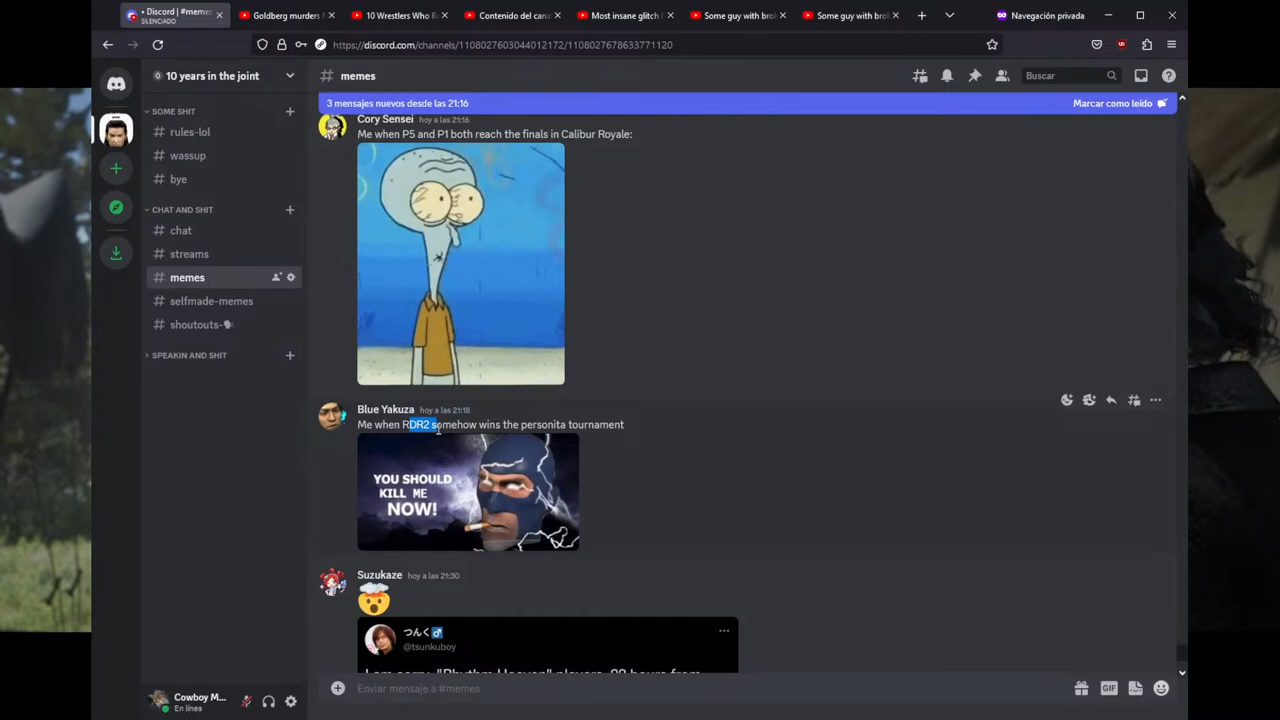 • Discord | #memes
SILENCIADO
Goldberg murders
10 Wrestlers Who R
Contenido del cana
Most insane glitch
Some guy with brok
Some guy with brok
Navegación privada
https://discord.com/channels/1108027603044012172/1108027678633771120
10 years in the joint
# memes
Buscar
3 mensajes nuevos desde las 21:16
Marcar como leído
SOME SHIT
# rules-lol
# wassup
# bye
CHAT AND SHIT
# chat
# streams
# memes
# selfmade-memes
# shoutouts-🗣
SPEAKIN AND SHIT
Cory Sensei hoy a las 21:16
Me when P5 and P1 both reach the finals in Calibur Royale:
Blue Yakuza hoy a las 21:18
Me when RDR2 somehow wins the personita tournament
YOU SHOULD
KILL ME
NOW!
Suzukaze hoy a las 21:30
🤯
つんく♂
@tsunkuboy
Cowboy M...
En línea
Enviar mensaje a #memes
GIF